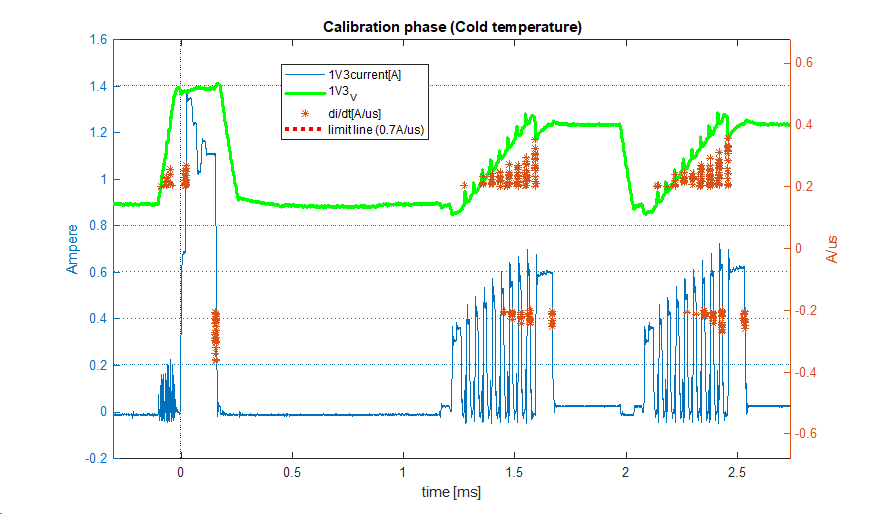 Calibration phase (Cold temperature)
1V3current[A]
1V3V
di/dt[A/us]
limit line (0.7A/us)
1.6
1.4
1.2
1
0.8
0.6
0.4
0.2
0
-0.2
Ampere
0.6
0.4
0.2
0
-0.2
-0.4
-0.6
A/us
0 0.5 1 1.5 2 2.5
time [ms]